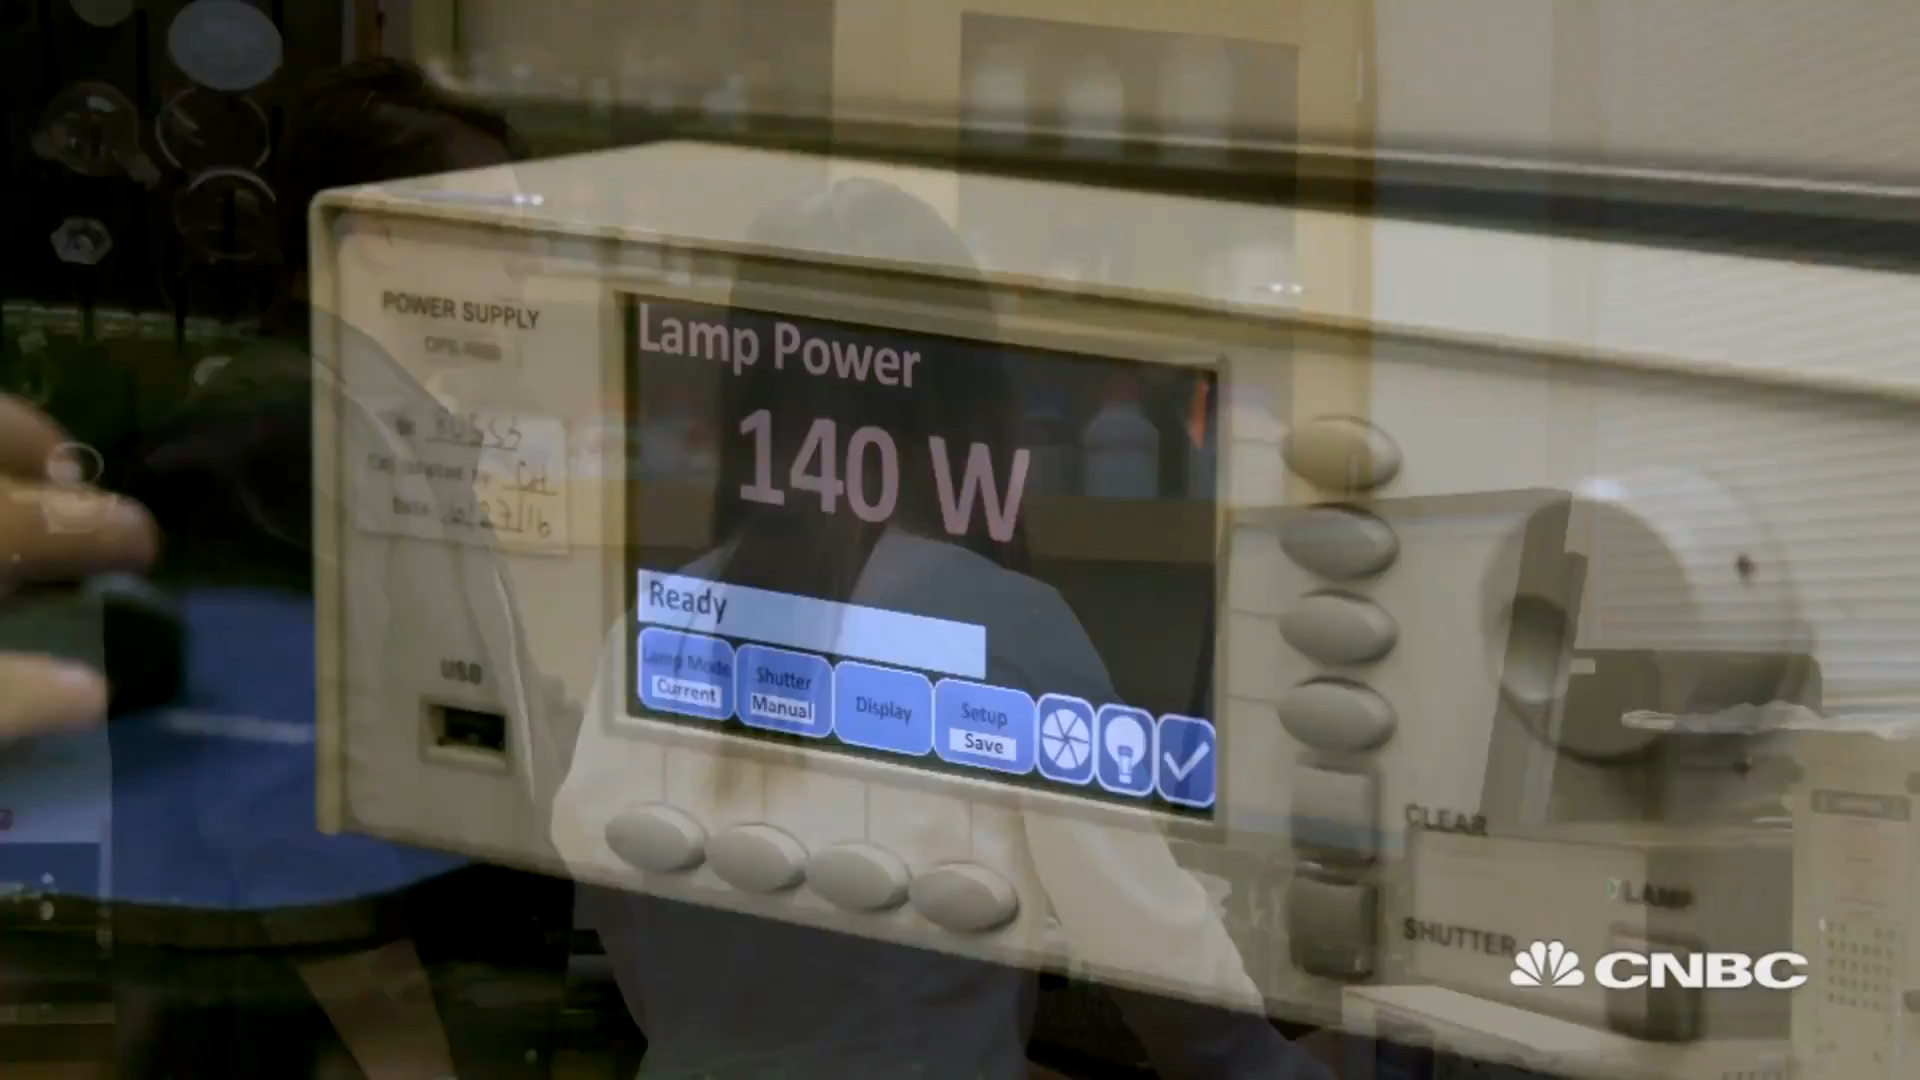 POWER SUPPLY
Lamp Power
140 W
Ready
Lamp Mode
Current
Shutter
Manual
Display
Setup
Save
USB
CLEAR
LAMP
SHUTTER
CNBC